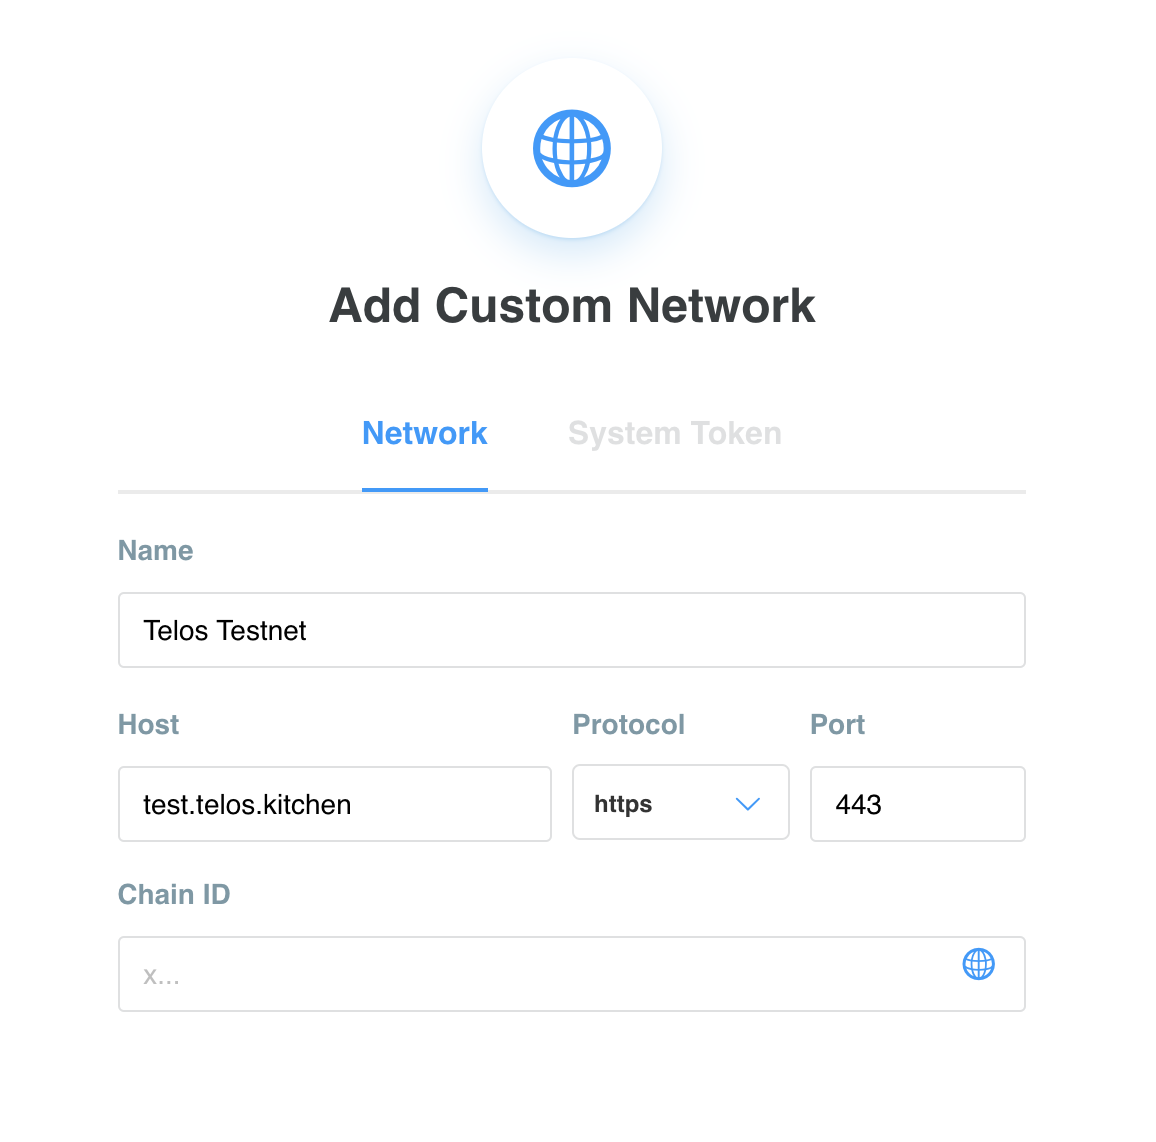 Add Custom Network
Network System Token
Name
Telos Testnet
Host Protocol Port
test.telos.kitchen https 443
Chain ID
x...